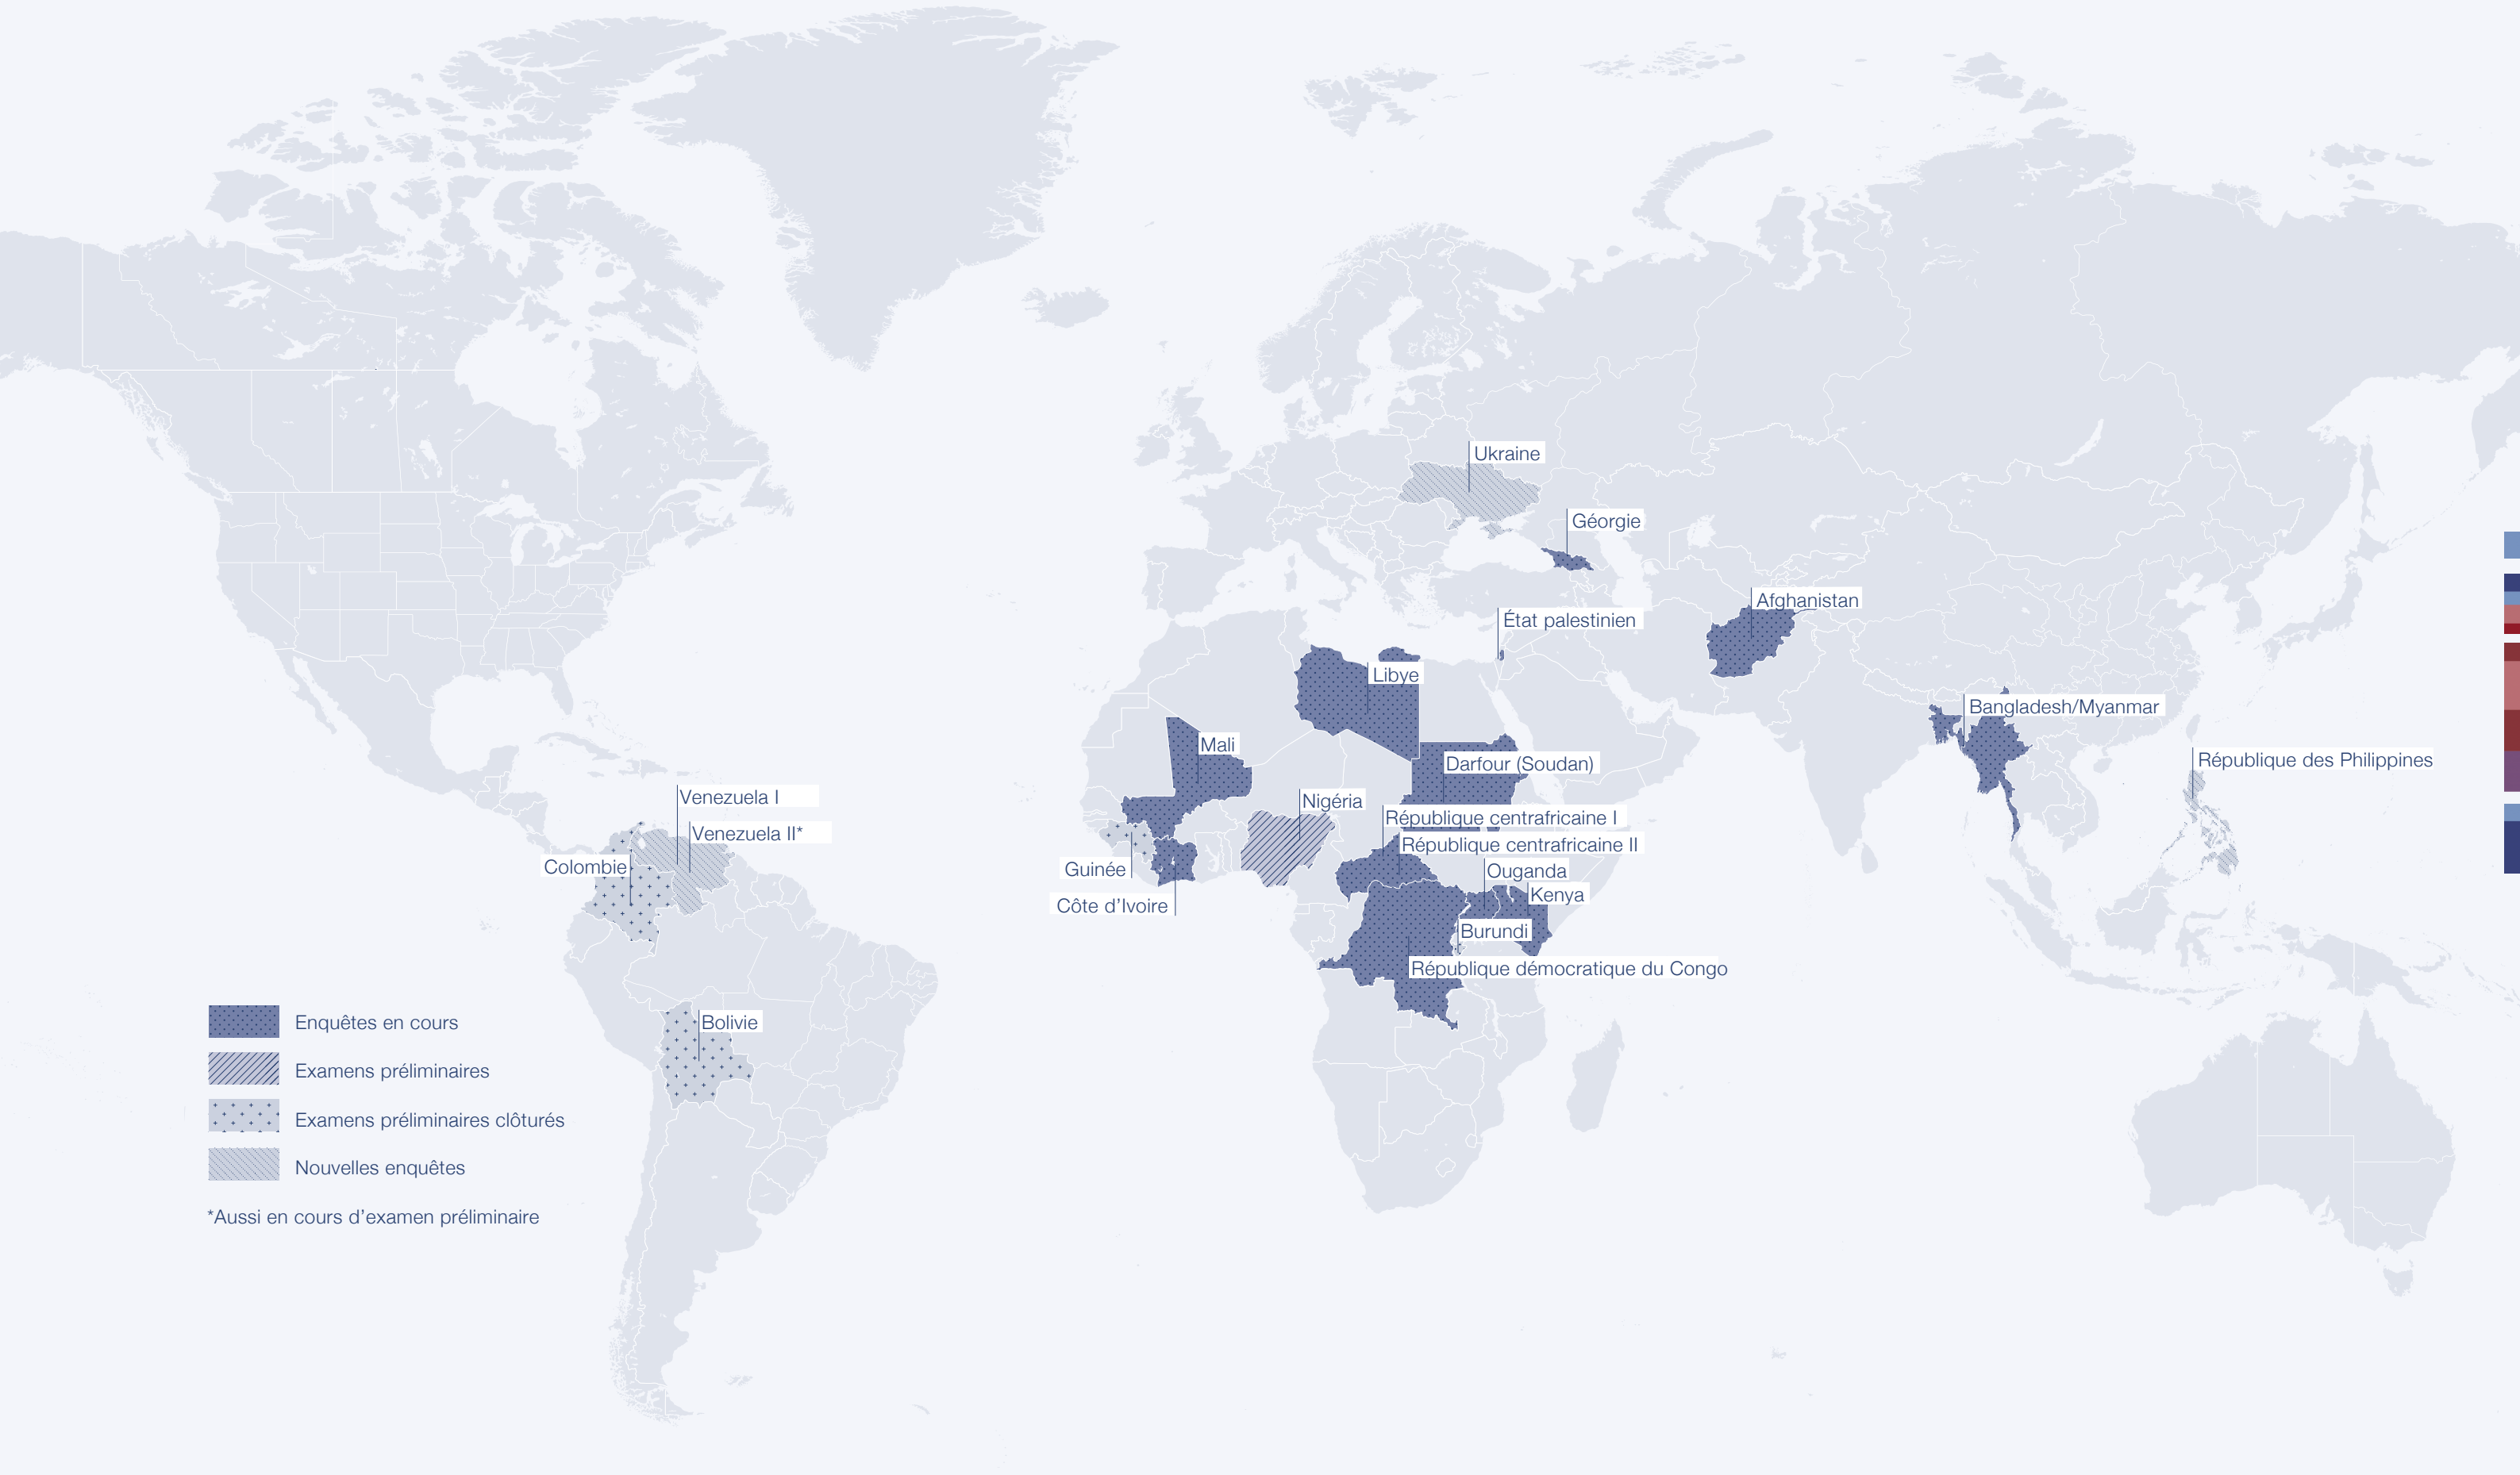 Ukraine
Géorgie
Afghanistan
État palestinien
Libye
Bangladesh/Myanmar
Mali
République des Philippines
Darfour (Soudan)
Venezuela I
Nigéria
République centrafricaine I
Venezuela II*
République centrafricaine II
Colombie
Guinée
Ouganda
Kenya
Côte d’Ivoire
Burundi
République démocratique du Congo
Bolivie
Enquêtes en cours
Examens préliminaires
Examens préliminaires clôturés
Nouvelles enquêtes
*Aussi en cours d’examen préliminaire